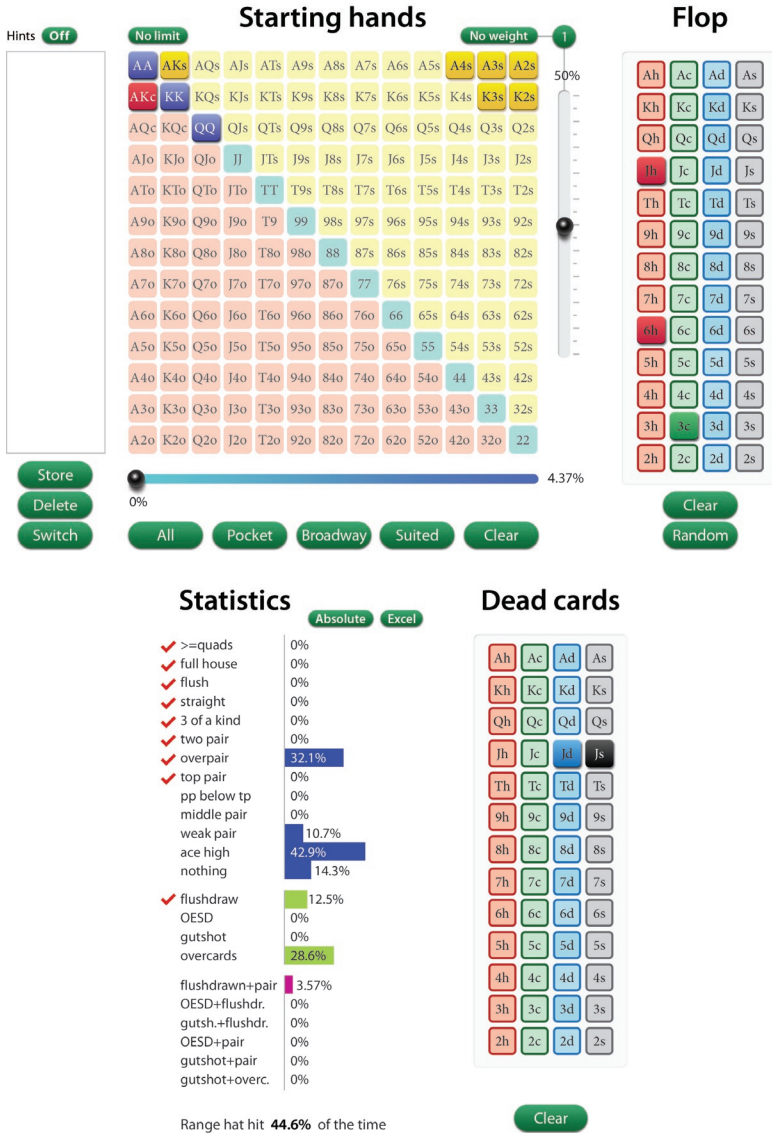 Starting hands
Flop
Hints Off
No limit
No weight
1
50%
AA AKs AQs AJs ATs A9s A8s A7s A6s A5s A4s A3s A2s
AKc KK KQs KJs KTs K9s K8s K7s K6s K5s K4s K3s K2s
AQc KQc QQ QJs QTs Q9s Q8s Q7s Q6s Q5s Q4s Q3s Q2s
AJo KJo QJo JJ JTs J9s J8s J7s J6s J5s J4s J3s J2s
ATo KTo QTo JTo TT T9s T8s T7s T6s T5s T4s T3s T2s
A9o K9o Q9o J9o T9 99 98s 97s 96s 95s 94s 93s 92s
A8o K8o Q8o J8o T8o 98o 88 87s 86s 85s 84s 83s 82s
A7o K7o Q7o J7o T7o 97o 87o 77 76s 75s 74s 73s 72s
A6o K6o Q6o J6o T6o 96o 86o 76o 66 65s 64s 63s 62s
A5o K5o Q5o J5o T5o 95o 85o 75o 65o 55 54s 53s 52s
A4o K4o Q4o J4o T4o 94o 84o 74o 64o 54o 44 43s 42s
A3o K3o Q3o J3o T3o 93o 83o 73o 63o 53o 43o 33 32s
A2o K2o Q2o J2o T2o 92o 82o 72o 62o 52o 42o 32o 22
Ah Ac Ad As
Kh Kc Kd Ks
Qh Qc Qd Qs
Jh Jc Jd Js
Th Tc Td Ts
9h 9c 9d 9s
8h 8c 8d 8s
7h 7c 7d 7s
6h 6c 6d 6s
5h 5c 5d 5s
4h 4c 4d 4s
3h 3c 3d 3s
2h 2c 2d 2s
Store
Delete
Switch
0%
4.37%
All Pocket Broadway Suited Clear
Clear
Random
Statistics
Absolute Excel
>=quads 0%
full house 0%
flush 0%
straight 0%
3 of a kind 0%
two pair 0%
overpair 32.1%
top pair 0%
pp below tp 0%
middle pair 0%
weak pair 10.7%
ace high 42.9%
nothing 14.3%
flushdraw 12.5%
OESD 0%
gutshot 0%
overcards 28.6%
flushdrawn+pair 3.57%
OESD+flushdr. 0%
gutsh.+flushdr. 0%
OESD+pair 0%
gutshot+pair 0%
gutshot+overc. 0%
Range hat hit 44.6% of the time
Dead cards
Ah Ac Ad As
Kh Kc Kd Ks
Qh Qc Qd Qs
Jh Jc Jd Js
Th Tc Td Ts
9h 9c 9d 9s
8h 8c 8d 8s
7h 7c 7d 7s
6h 6c 6d 6s
5h 5c 5d 5s
4h 4c 4d 4s
3h 3c 3d 3s
2h 2c 2d 2s
Clear